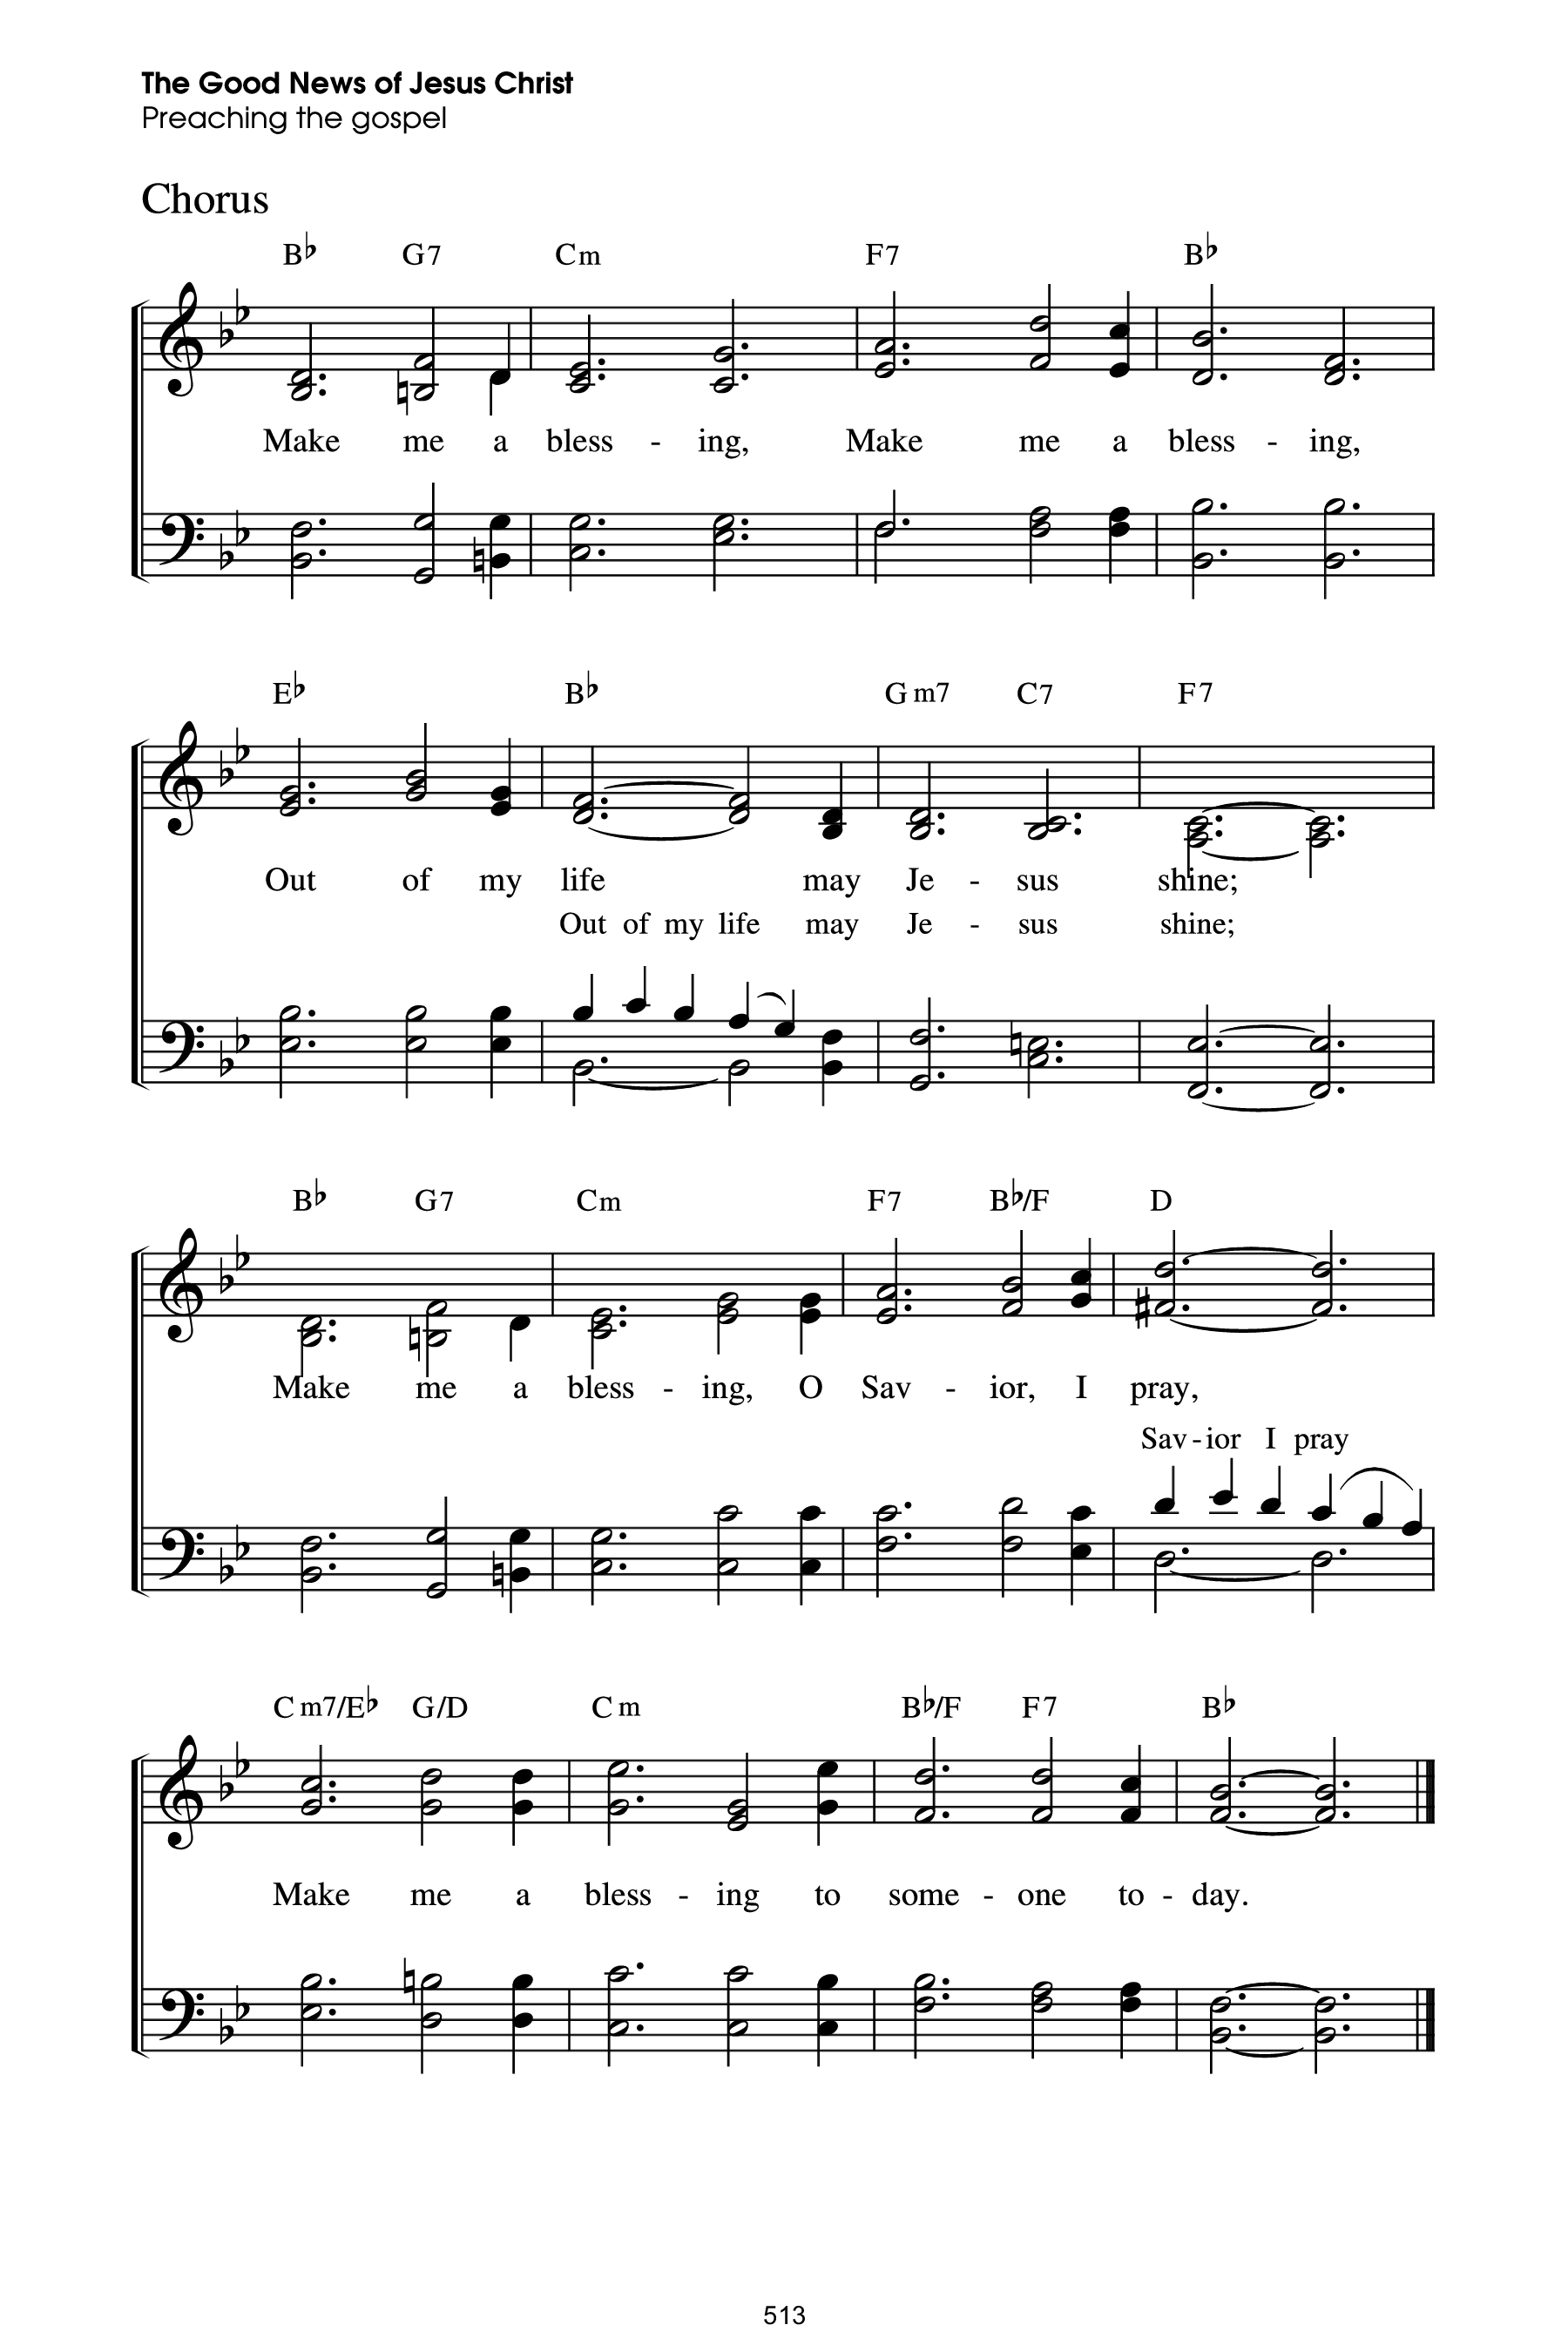 The Good News of Jesus Christ
Preaching the gospel
Chorus
B♭ G7 Cm F7 B♭
Make me a bless - ing, Make me a bless - ing,
E♭ B♭ Gm7 C7 F7
Out of my life may Je - sus shine;
Out of my life may Je - sus shine;
B♭ G7 Cm F7 B♭/F D
Make me a bless - ing, O Sav - ior, I pray,
Sav - ior I pray
Cm7/E♭ G/D Cm B♭/F F7 B♭
Make me a bless - ing to some - one to - day.
513